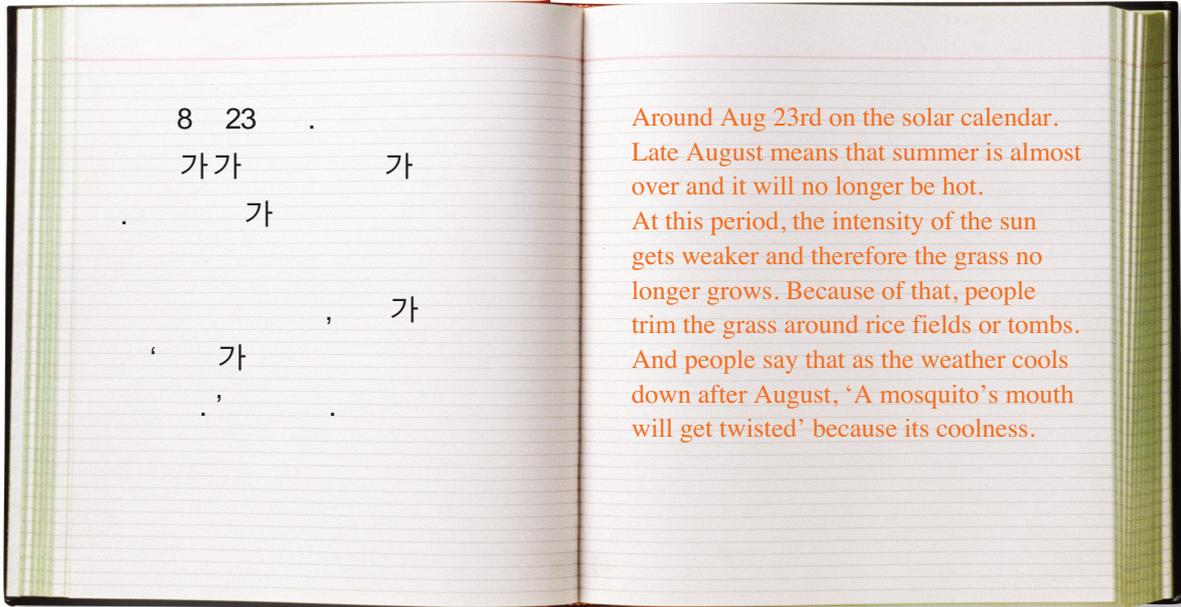 8 23 .
가가 가
. 가
, 가
‘ 가
. ’ .
Around Aug 23rd on the solar calendar.
Late August means that summer is almost
over and it will no longer be hot.
At this period, the intensity of the sun
gets weaker and therefore the grass no
longer grows. Because of that, people
trim the grass around rice fields or tombs.
And people say that as the weather cools
down after August, ‘A mosquito’s mouth
will get twisted’ because its coolness.